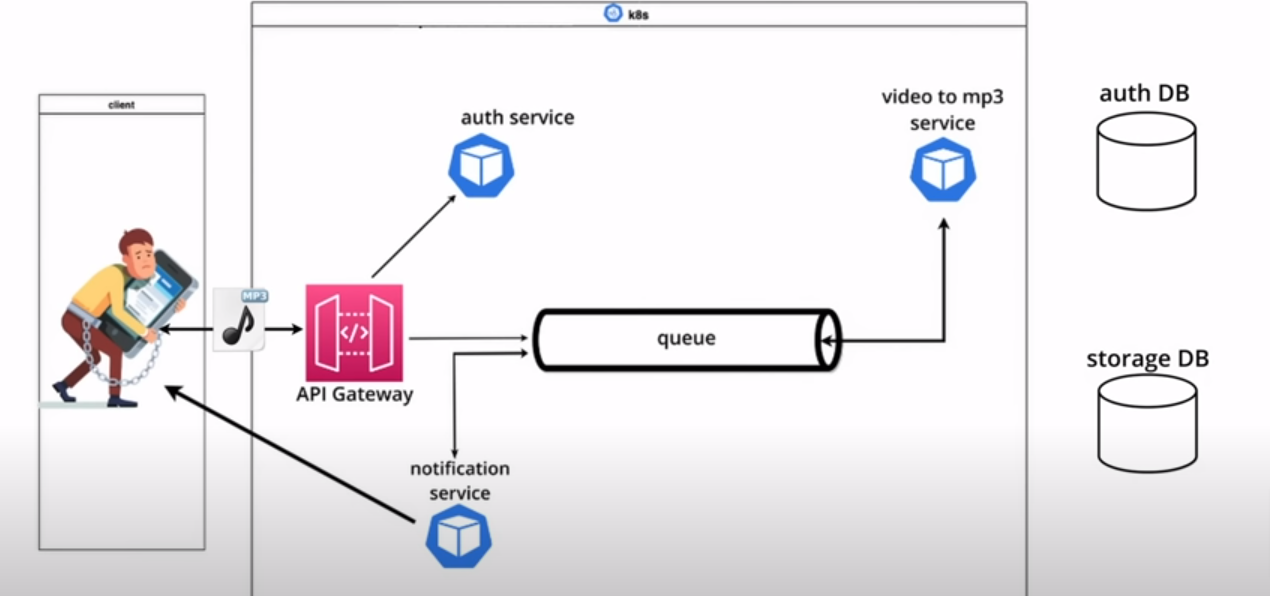 k8s
client
auth service
video to mp3
service
auth DB
MP3
</>
API Gateway
queue
storage DB
notification
service